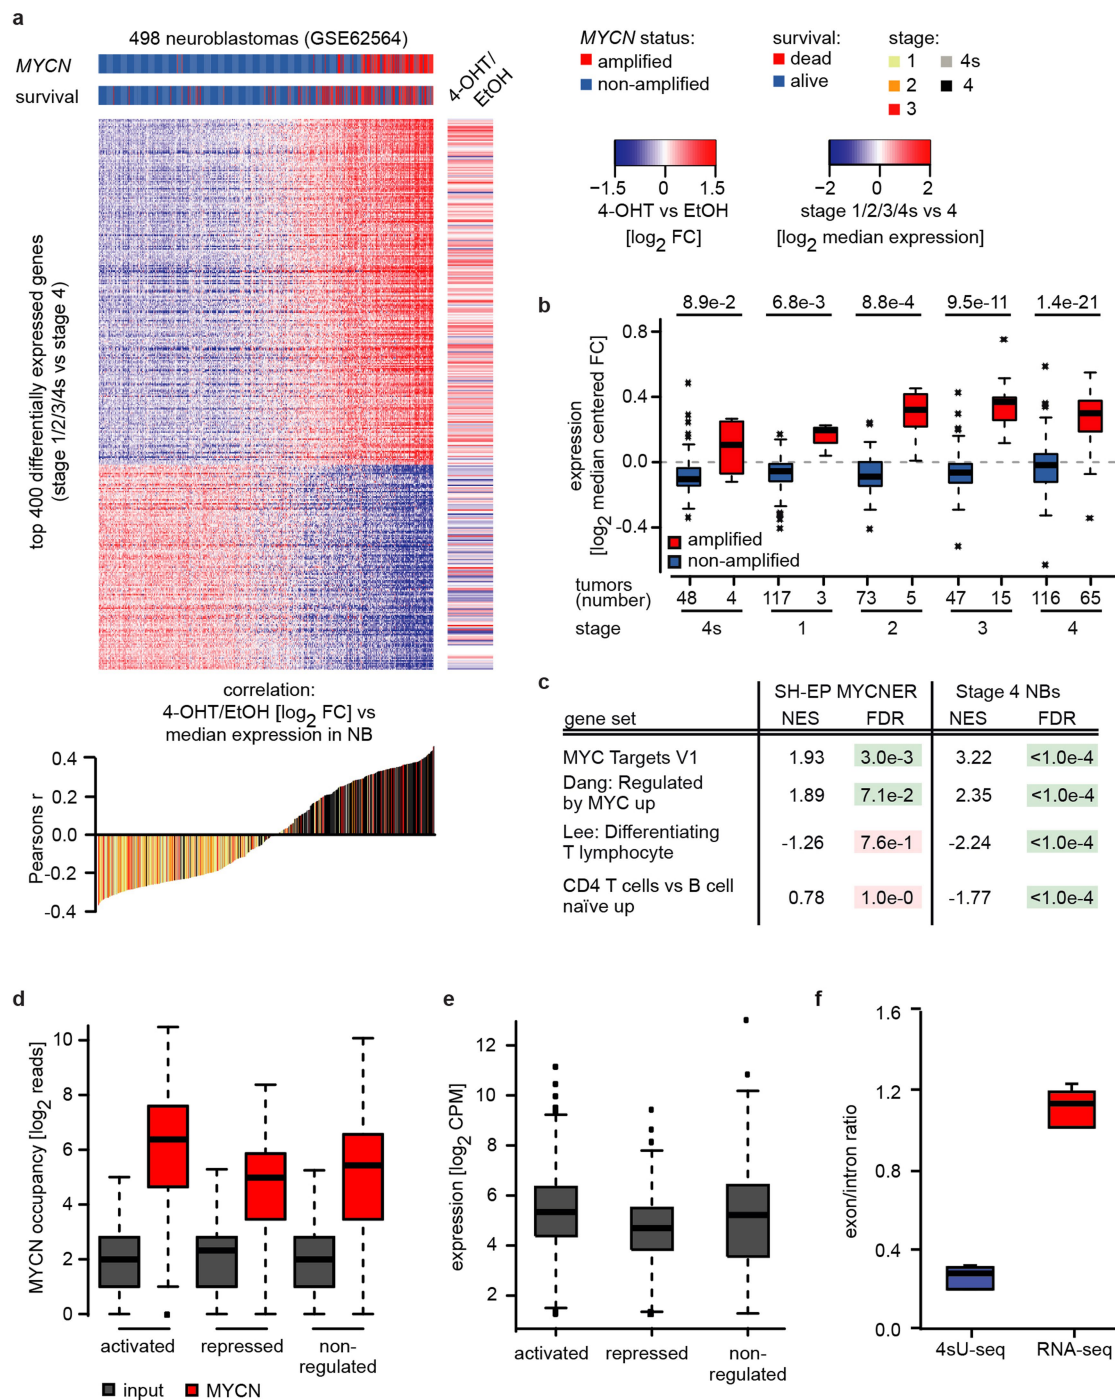 a
498 neuroblastomas (GSE62564)
MYCN
survival
4-OHT/
EtOH
MYCN status:
amplified
non-amplified
survival:
dead
alive
stage:
1
2
3
4s
4
−1.5 0 1.5
4-OHT vs EtOH
[log2 FC]
−2 0 2
stage 1/2/3/4s vs 4
[log2 median expression]
top 400 differentially expressed genes
(stage 1/2/3/4s vs stage 4)
correlation:
4-OHT/EtOH [log2 FC] vs
median expression in NB
Pearsons r
0.4
0.2
0.0
-0.2
-0.4
b
8.9e-2 6.8e-3 8.8e-4 9.5e-11 1.4e-21
expression
[log2 median centered FC]
0.8
0.4
0.0
-0.4
amplified
non-amplified
tumors
(number)
48 4 117 3 73 5 47 15 116 65
stage 4s 1 2 3 4
c
SH-EP MYCNER Stage 4 NBs
gene set NES FDR NES FDR
MYC Targets V1 1.93 3.0e-3 3.22 <1.0e-4
Dang: Regulated
by MYC up 1.89 7.1e-2 2.35 <1.0e-4
Lee: Differentiating
T lymphocyte -1.26 7.6e-1 -2.24 <1.0e-4
CD4 T cells vs B cell
naïve up 0.78 1.0e-0 -1.77 <1.0e-4
d
MYCN occupancy [log2 reads]
10
8
6
4
2
0
activated repressed non-
regulated
input MYCN
e
expression [log2 CPM]
12
10
8
6
4
2
activated repressed non-
regulated
f
exon/intron ratio
1.6
1.2
0.8
0.4
0.0
4sU-seq RNA-seq